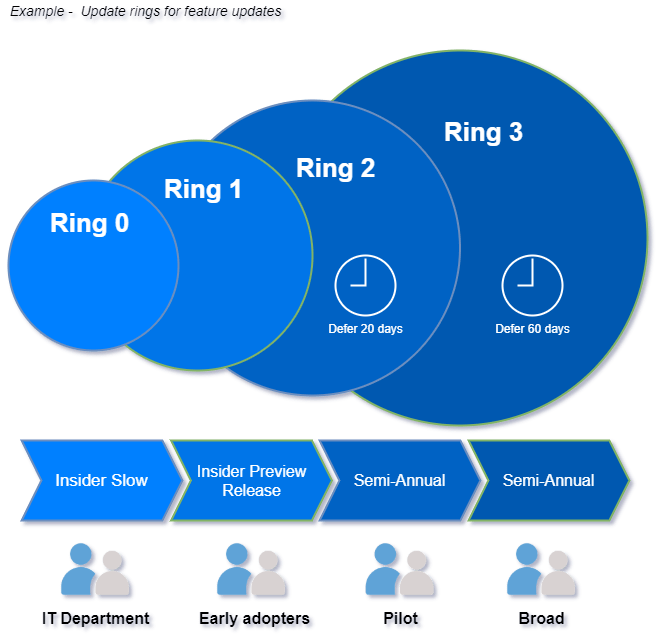 Example -  Update rings for feature updates
Ring 3
Ring 2
Ring 1
Ring 0
Defer 20 days
Defer 60 days
Insider Slow
Insider Preview
Release
Semi-Annual
Semi-Annual
IT Department
Early adopters
Pilot
Broad